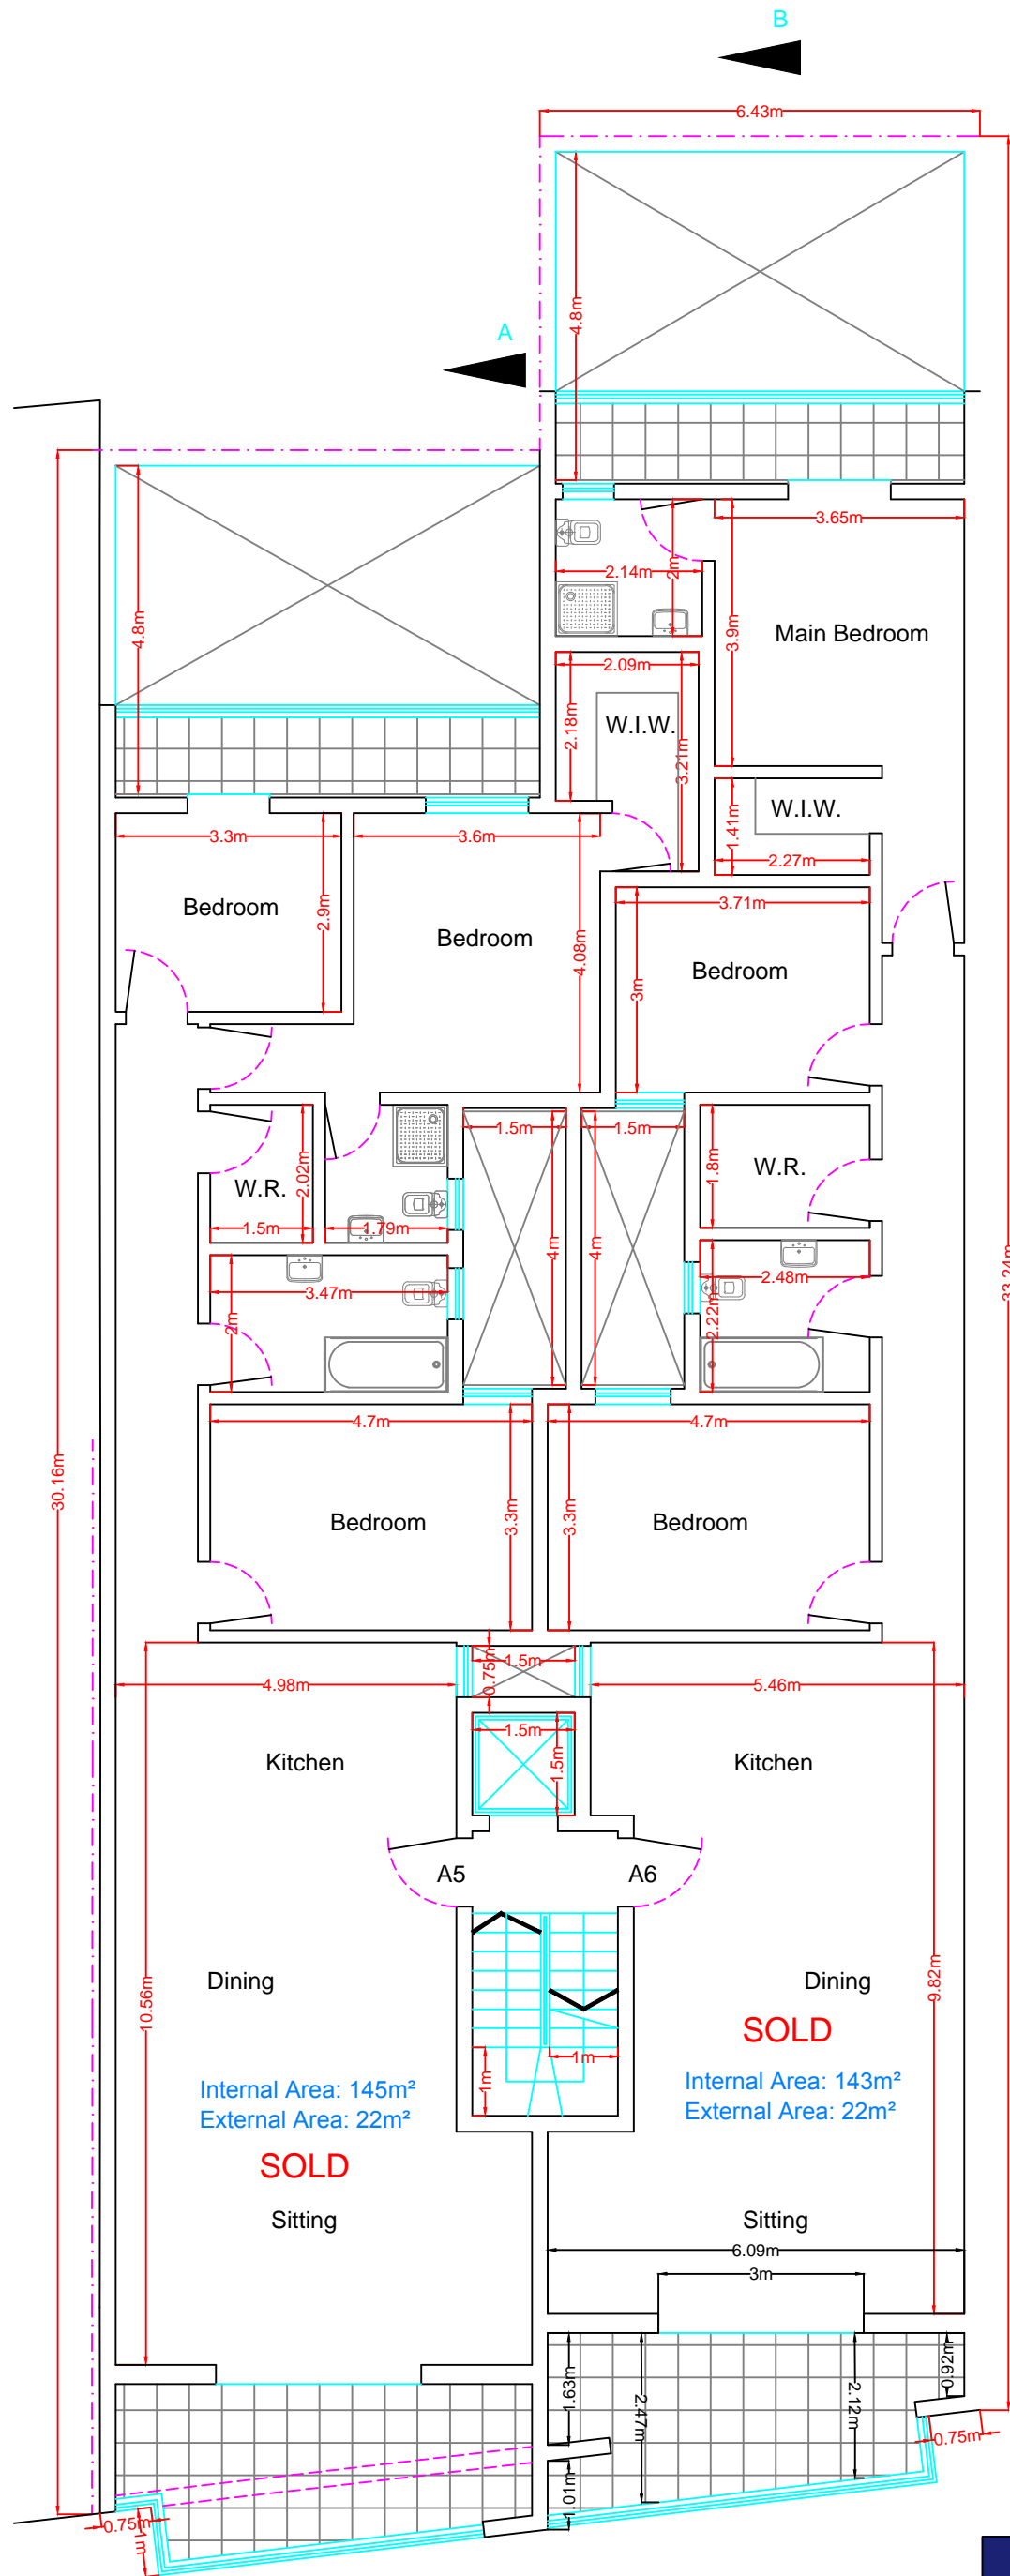 B
6.43m
4.8m
A
3.65m
2.14m
2m
3.9m
Main Bedroom
4.8m
2.09m
2.18m
W.I.W.
3.21m
W.I.W.
1.41m
2.27m
3.3m
3.6m
3.71m
Bedroom
2.9m
Bedroom
4.08m
Bedroom
3m
1.5m
1.5m
2.02m
W.R.
1.8m
W.R.
1.5m
1.79m
4m
4m
33.24m
3.47m
2m
2.48m
2.22m
4.7m
4.7m
30.16m
Bedroom
3.3m
3.3m
Bedroom
0.75m
1.5m
4.98m
5.46m
1.5m
1.5m
Kitchen
Kitchen
A5
A6
Dining
Dining
10.56m
9.82m
SOLD
1m
1m
Internal Area: 145m²
External Area: 22m²
Internal Area: 143m²
External Area: 22m²
SOLD
Sitting
Sitting
6.09m
3m
1.63m
2.47m
2.12m
0.92m
0.75m
1.01m
0.75m
1m